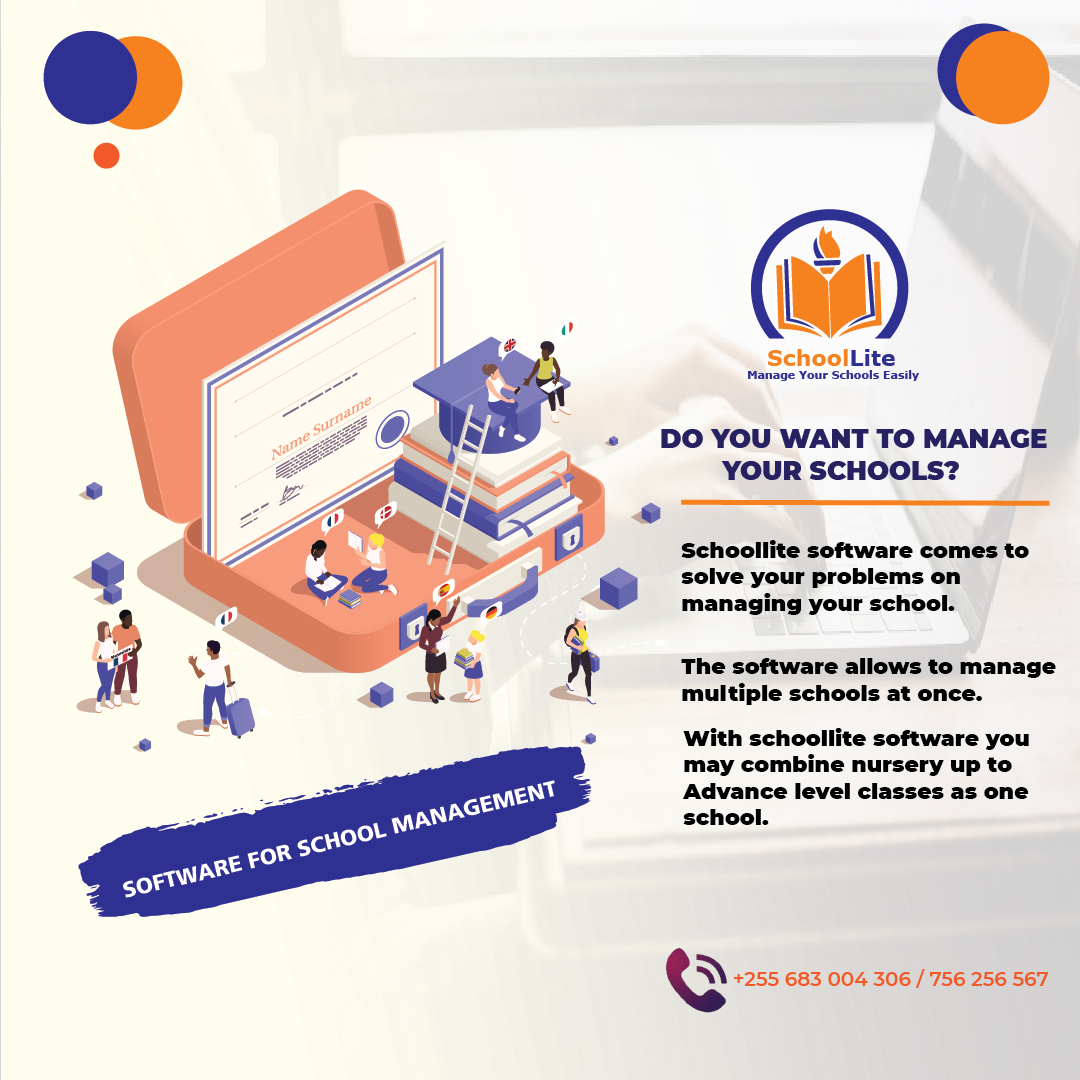 SchoolLite
Manage Your Schools Easily
DO YOU WANT TO MANAGE
YOUR SCHOOLS?
Schoollite software comes to
solve your problems on
managing your school.
The software allows to manage
multiple schools at once.
With schoollite software you
may combine nursery up to
Advance level classes as one
school.
Name Surname
SOFTWARE FOR SCHOOL MANAGEMENT
+255 683 004 306 / 756 256 567